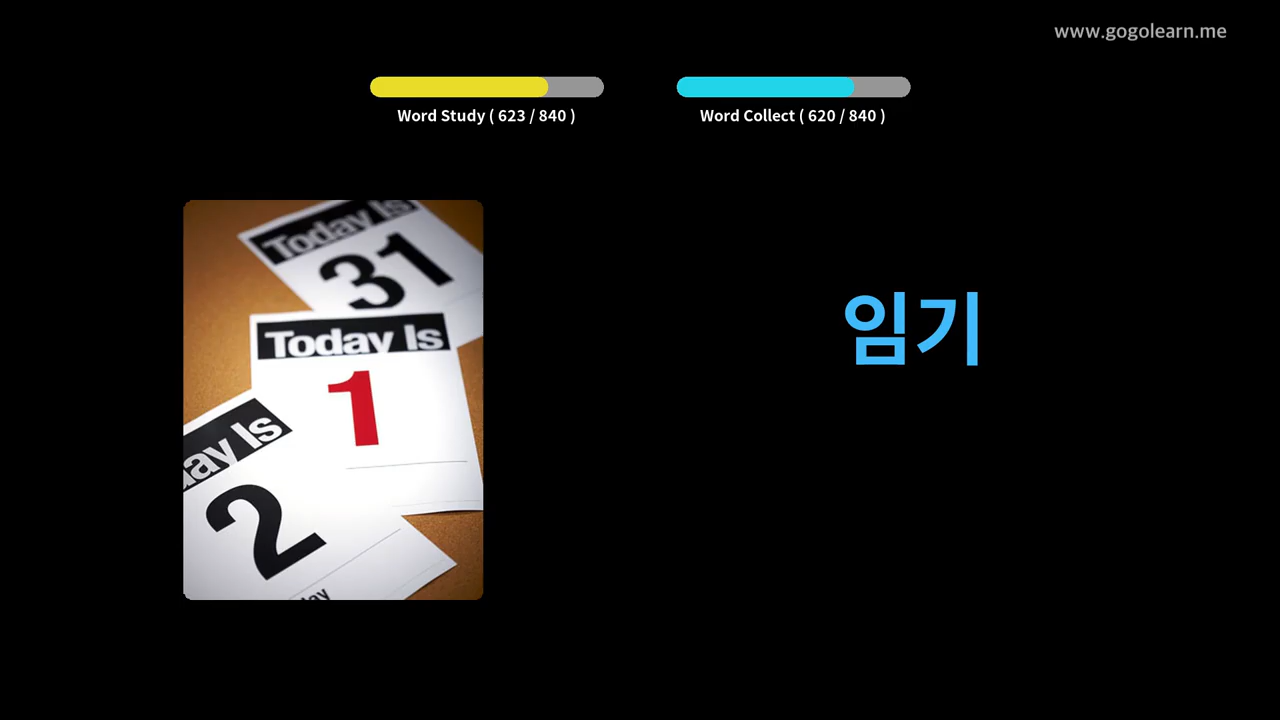 www.gogolearn.me
Word Study ( 623 / 840 )
Word Collect ( 620 / 840 )
Today Is
31
Today Is
1
ay Is
2
임기